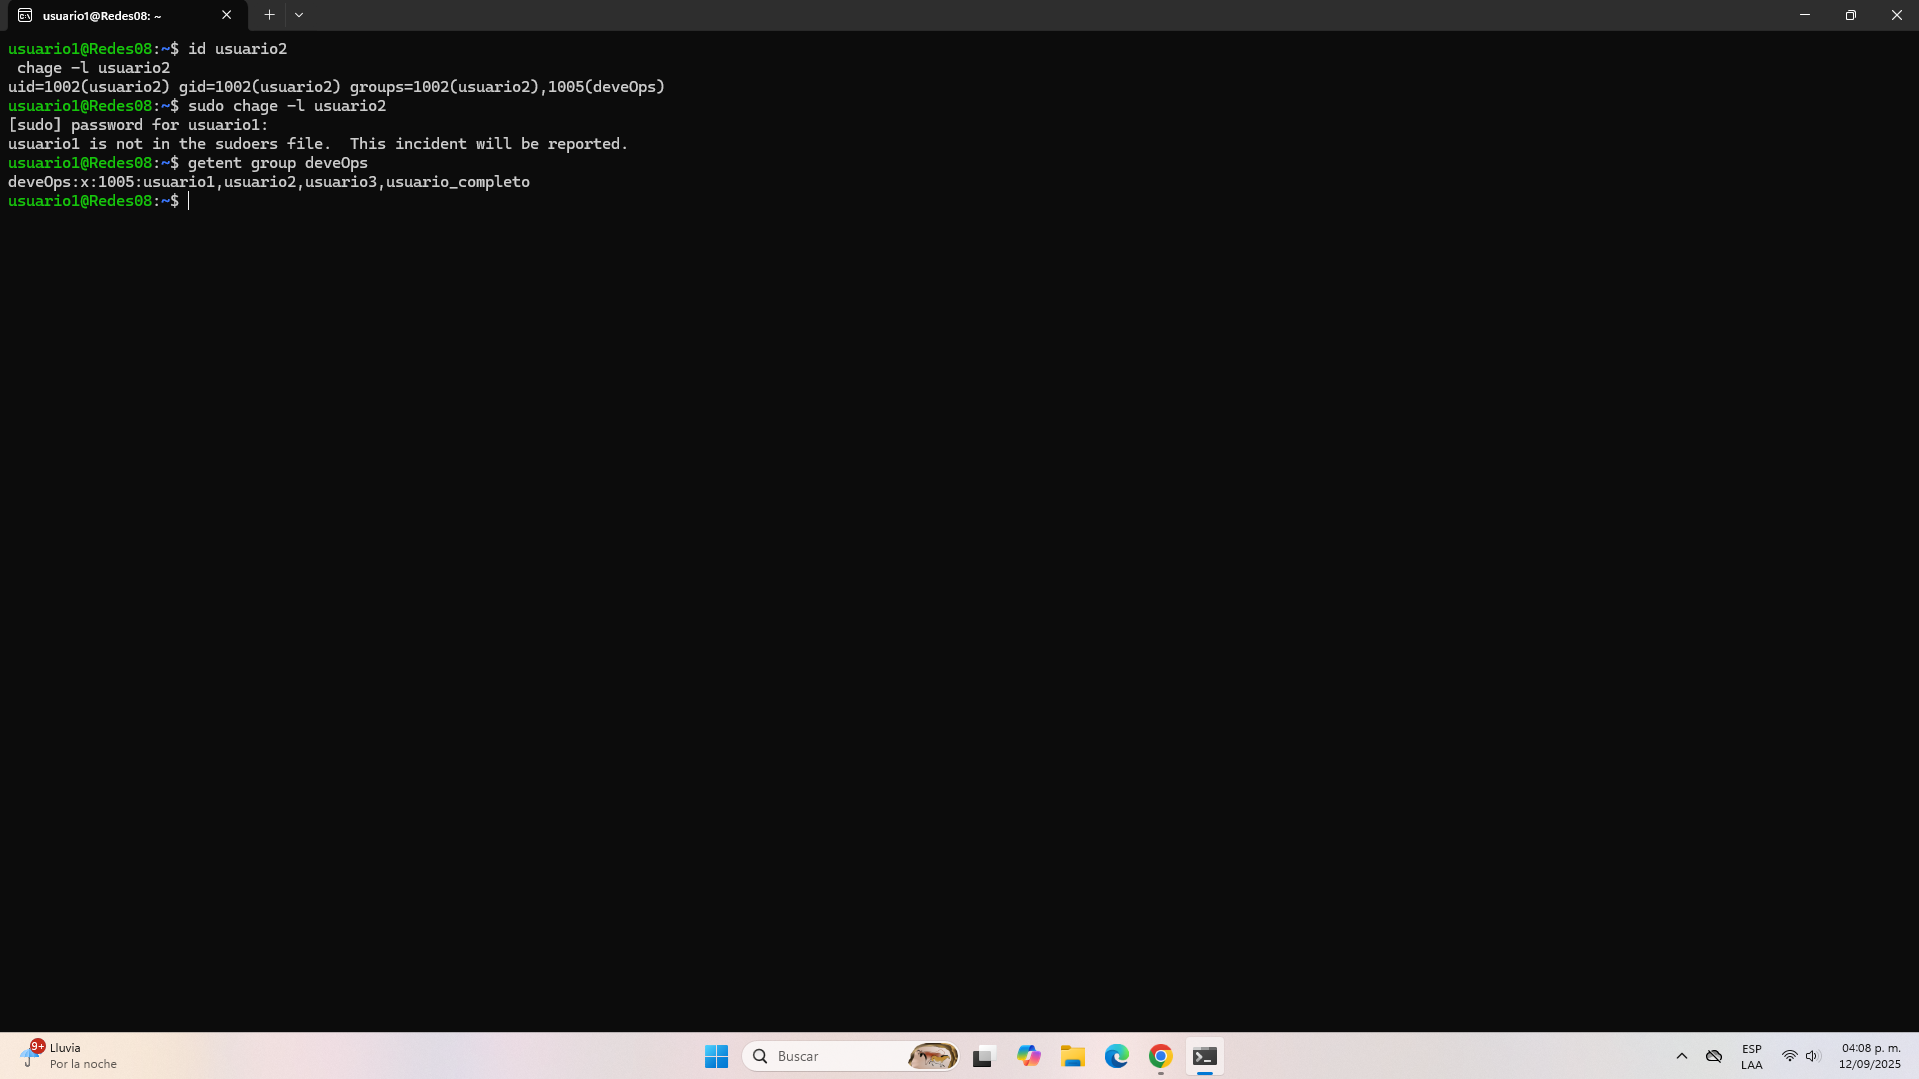 usuario1@Redes08: ~
usuario1@Redes08:~$ id usuario2
 chage -l usuario2
uid=1002(usuario2) gid=1002(usuario2) groups=1002(usuario2),1005(deveOps)
usuario1@Redes08:~$ sudo chage -l usuario2
[sudo] password for usuario1:
usuario1 is not in the sudoers file.  This incident will be reported.
usuario1@Redes08:~$ getent group deveOps
deveOps:x:1005:usuario1,usuario2,usuario3,usuario_completo
usuario1@Redes08:~$
9+
Lluvia
Por la noche
Buscar
ESP
LAA
04:08 p. m.
12/09/2025